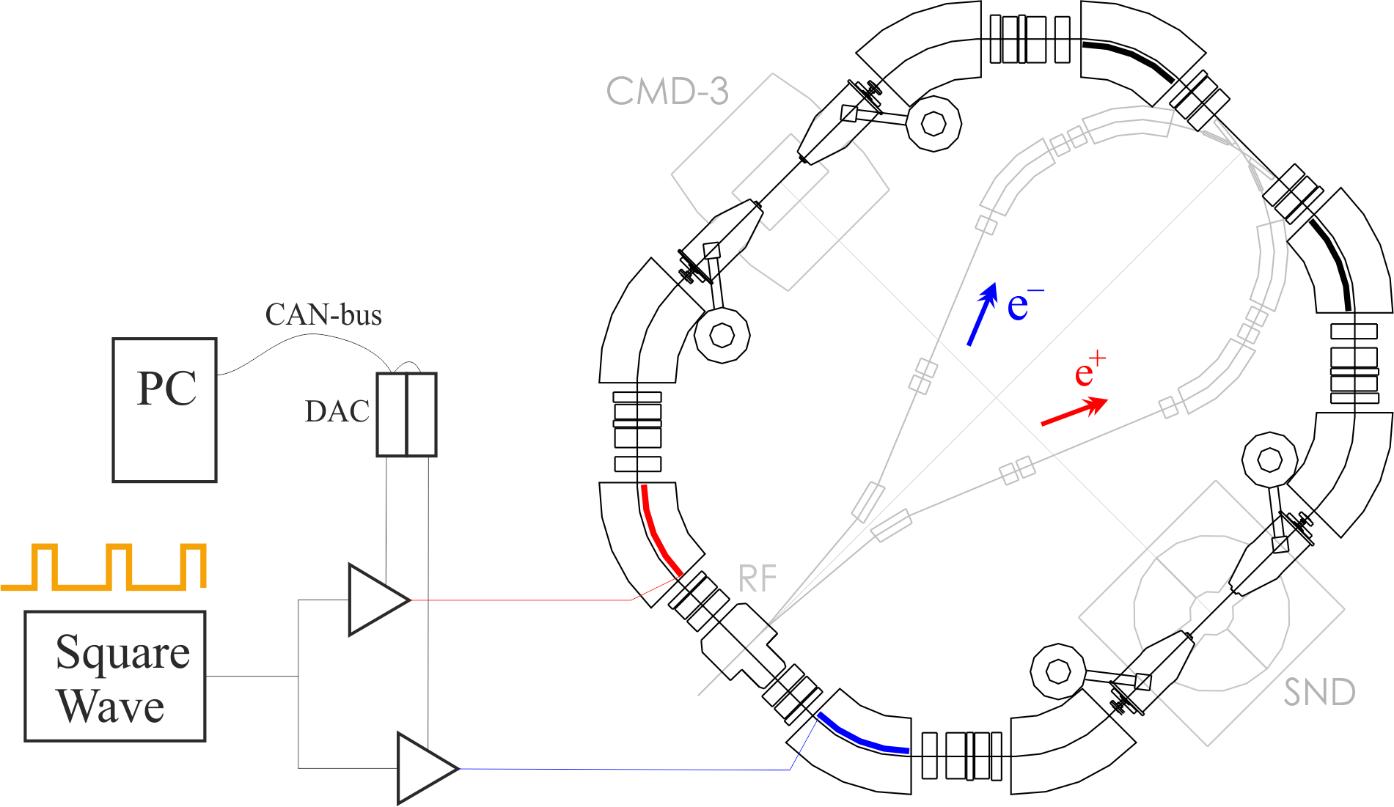 CMD-3
CAN-bus
PC
DAC
e⁻
e⁺
RF
Square
Wave
SND